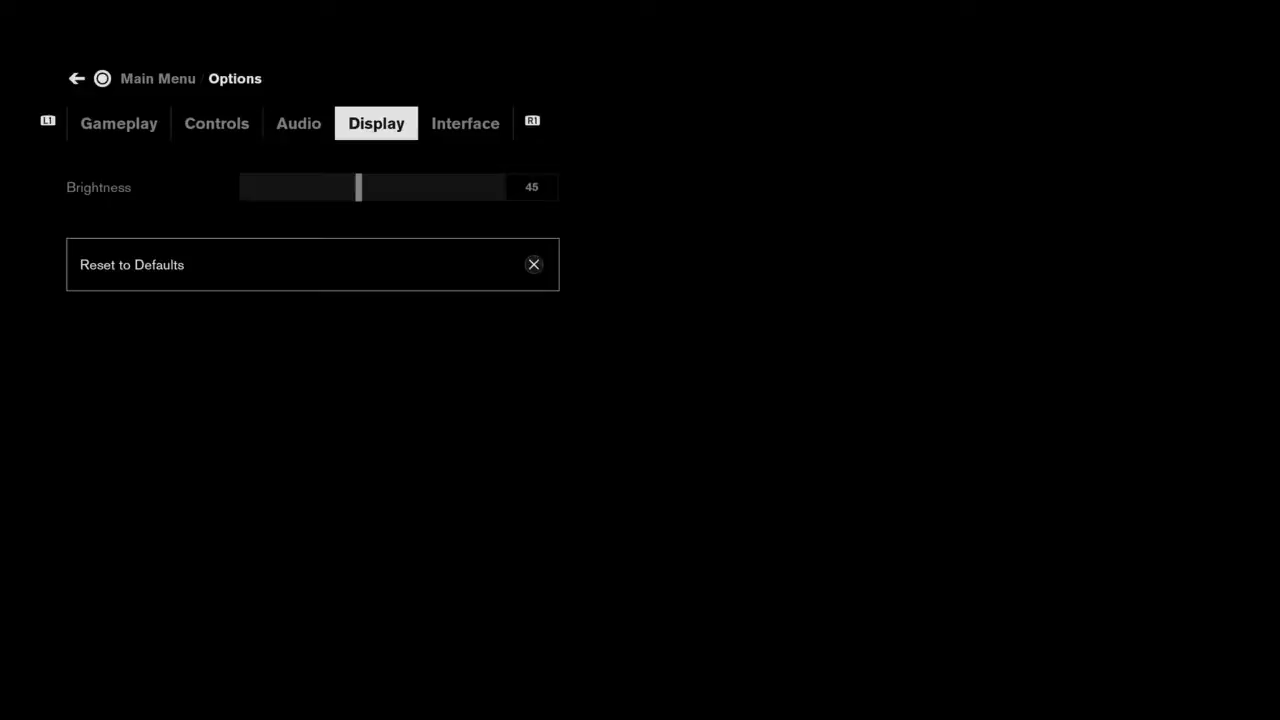 Main Menu / Options
L1 Gameplay Controls Audio Display Interface R1
Brightness 45
Reset to Defaults